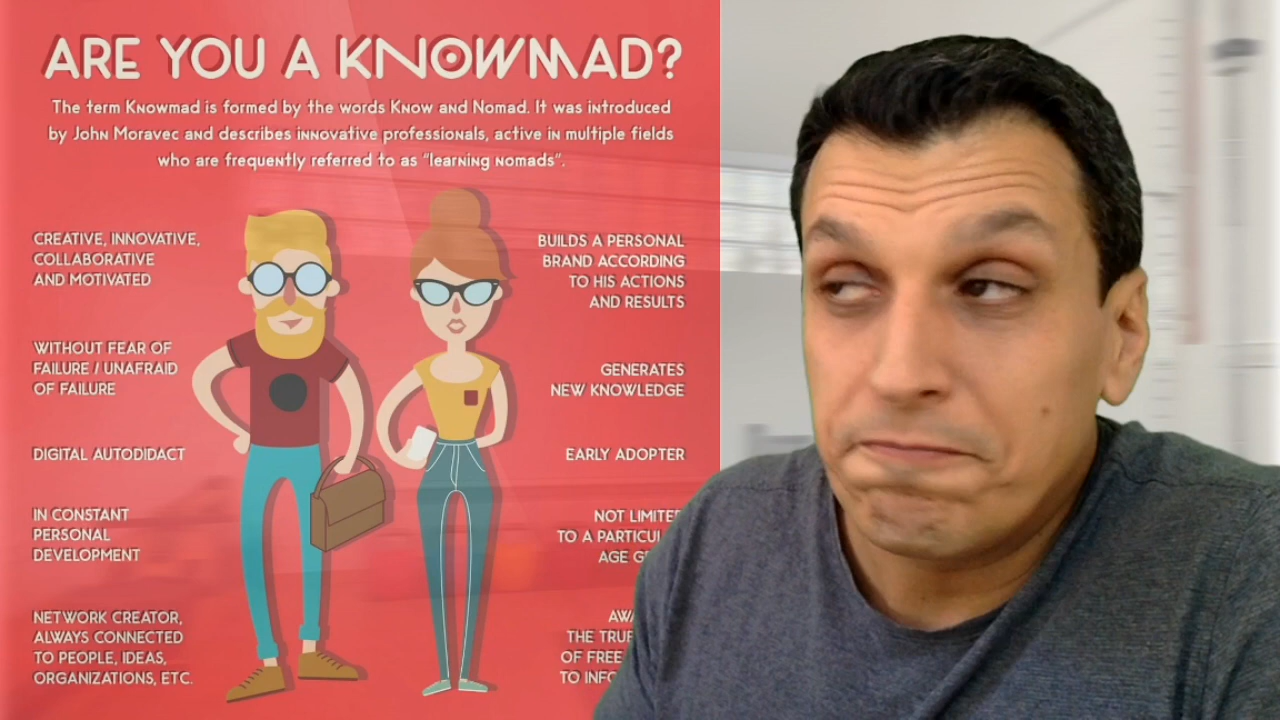 ARE YOU A KNOWMAD?
The term Knowmad is formed by the words Know and Nomad. It was introduced
by John Moravec and describes innovative professionals, active in multiple fields
who are frequently referred to as "learning nomads".
CREATIVE, INNOVATIVE,
COLLABORATIVE
AND MOTIVATED
WITHOUT FEAR OF
FAILURE / UNAFRAID
OF FAILURE
DIGITAL AUTODIDACT
IN CONSTANT
PERSONAL
DEVELOPMENT
NETWORK CREATOR,
ALWAYS CONNECTED
TO PEOPLE, IDEAS,
ORGANIZATIONS, ETC.
BUILDS A PERSONAL
BRAND ACCORDING
TO HIS ACTIONS
AND RESULTS
GENERATES
NEW KNOWLEDGE
EARLY ADOPTER
NOT
TO A
AGE
THE
OF
TO